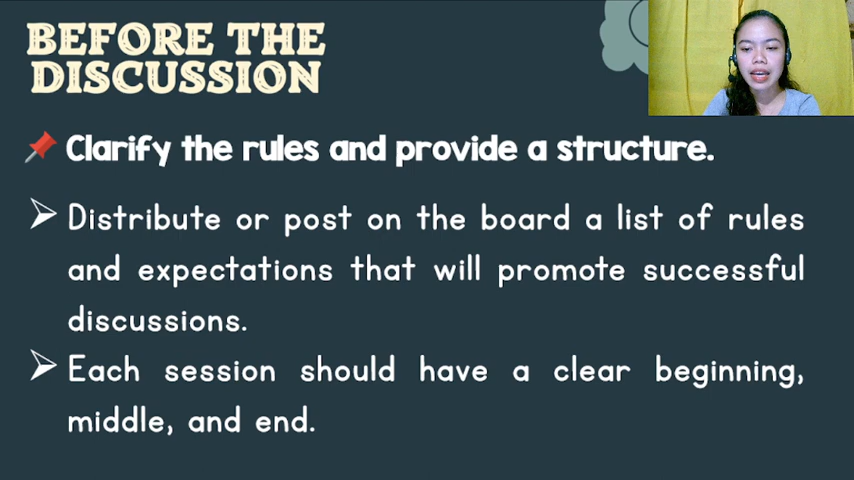 BEFORE THE
DISCUSSION
Clarify the rules and provide a structure.
Distribute or post on the board a list of rules
and expectations that will promote successful
discussions.
Each session should have a clear beginning,
middle, and end.